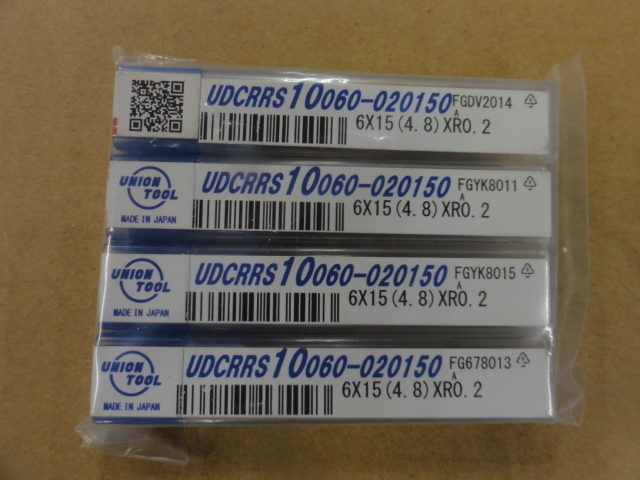 UDCRRS10060-020150 FGDV2014
A
6X15(4.8)XR0.2
UNION TOOL
MADE IN JAPAN
UDCRRS10060-020150 FGYK8011
A
6X15(4.8)XR0.2
UNION TOOL
MADE IN JAPAN
UDCRRS10060-020150 FGYK8015
A
6X15(4.8)XR0.2
UNION TOOL
MADE IN JAPAN
UDCRRS10060-020150 FG678013
A
6X15(4.8)XR0.2